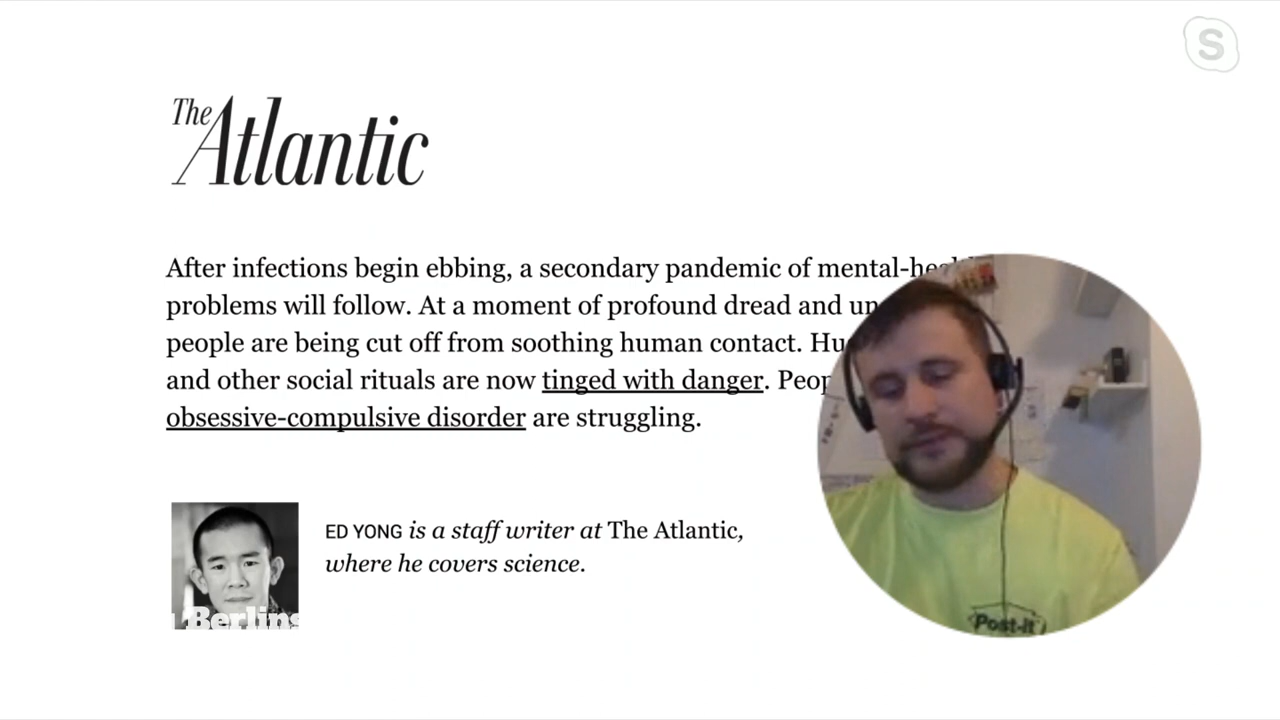 The Atlantic
After infections begin ebbing, a secondary pandemic of mental-health
problems will follow. At a moment of profound dread and un
people are being cut off from soothing human contact. Hu
and other social rituals are now tinged with danger. Peop
obsessive-compulsive disorder are struggling.
ED YONG is a staff writer at The Atlantic,
where he covers science.
Berlins
Post-it
S